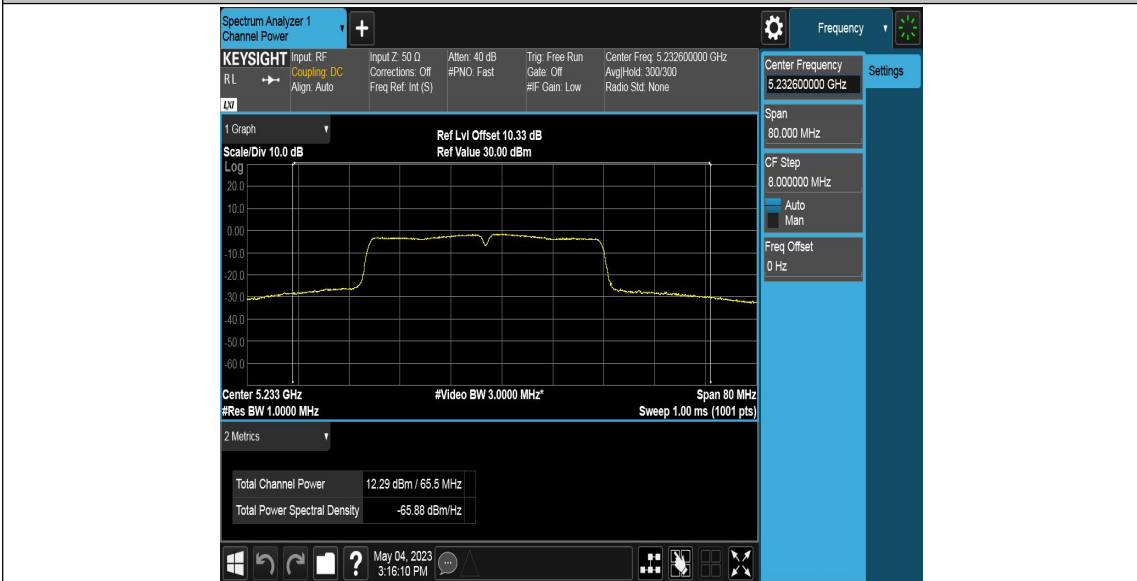 Spectrum Analyzer 1
Channel Power
+
Frequency
KEYSIGHT
R L
LXI
Input: RF
Coupling: DC
Align: Auto
Input Z: 50 Ω
Corrections: Off
Freq Ref: Int (S)
Atten: 40 dB
#PNO: Fast
Trig: Free Run
Gate: Off
#IF Gain: Low
Center Freq: 5.232600000 GHz
Avg|Hold: 300/300
Radio Std: None
Center Frequency
5.232600000 GHz
Settings
Span
80.000 MHz
CF Step
8.000000 MHz
Auto
Man
Freq Offset
0 Hz
1 Graph
Scale/Div 10.0 dB
Ref Lvl Offset 10.33 dB
Ref Value 30.00 dBm
Log
20.0
10.0
0.00
-10.0
-20.0
-30.0
-40.0
-50.0
-60.0
Center 5.233 GHz
#Video BW 3.0000 MHz*
Span 80 MHz
#Res BW 1.0000 MHz
Sweep 1.00 ms (1001 pts)
2 Metrics
Total Channel Power 12.29 dBm / 65.5 MHz
Total Power Spectral Density -65.88 dBm/Hz
?
May 04, 2023
3:16:10 PM